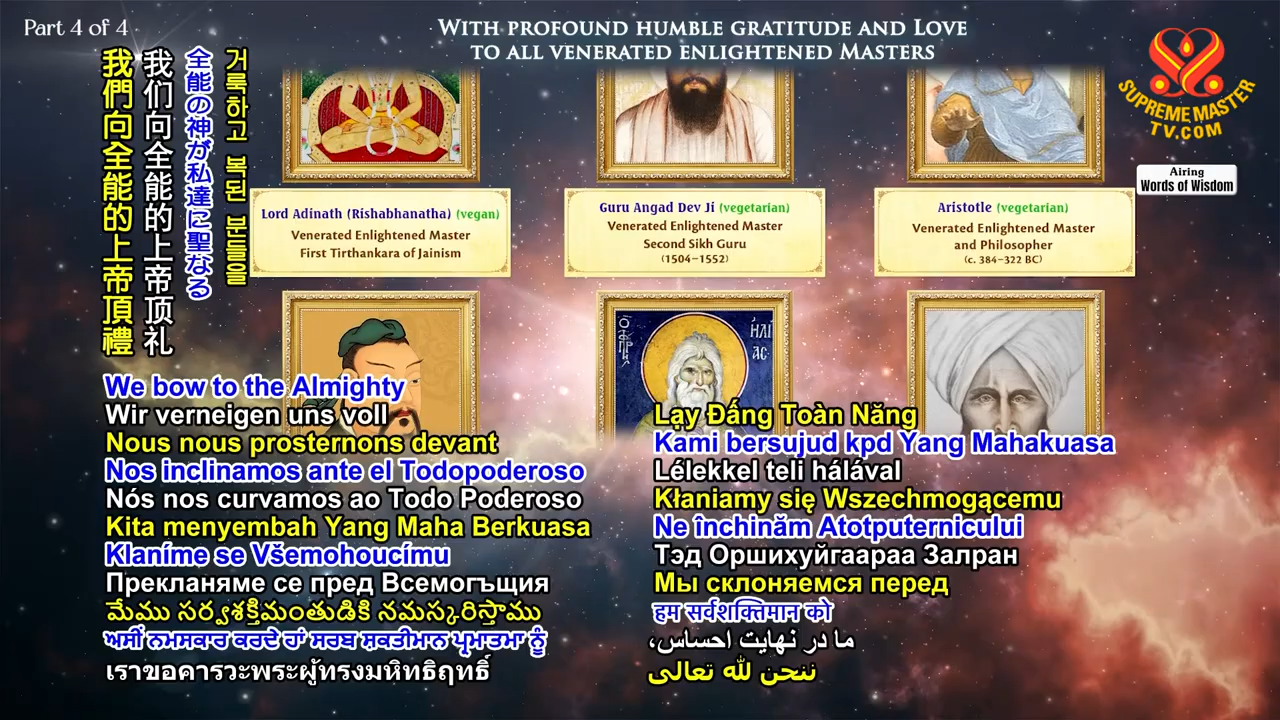 Part 4 of 4
With profound humble gratitude and Love
to all venerated enlightened Masters
SUPREME MASTER
TV.COM
Airing
Words of Wisdom
我們向全能的上帝頂禮
我们向全能的上帝顶礼
全能の神が私達に聖なる
거룩하고 복된 분들을
Lord Adinath (Rishabhanatha) (vegan)
Venerated Enlightened Master
First Tirthankara of Jainism
Guru Angad Dev Ji (vegetarian)
Venerated Enlightened Master
Second Sikh Guru
(1504–1552)
Aristotle (vegetarian)
Venerated Enlightened Master
and Philosopher
(c. 384–322 BC)
ΗΛΙ
ΑС
We bow to the Almighty
Wir verneigen uns voll
Nous nous prosternons devant
Nos inclinamos ante el Todopoderoso
Nós nos curvamos ao Todo Poderoso
Kita menyembah Yang Maha Berkuasa
Klaníme se Všemohoucímu
Прекланяме се пред Всемогъщия
మేము సర్వశక్తిమంతుడికి నమస్కరిస్తాము
ਅਸੀਂ ਨਮਸਕਾਰ ਕਰਦੇ ਹਾਂ ਸਰਬ ਸ਼ਕਤੀਮਾਨ ਪ੍ਰਮਾਤਮਾ ਨੂੰ
เราขอคารวะพระผู้ทรงมหิทธิฤทธิ์
Lạy Đấng Toàn Năng
Kami bersujud kpd Yang Mahakuasa
Lélekkel teli hálával
Kłaniamy się Wszechmogącemu
Ne închinăm Atotputernicului
Тэд Оршихуйгаараа Залран
Мы склоняемся перед
हम सर्वशक्तिमान को
ما در نهایت احساس،
ننحن لله تعالى